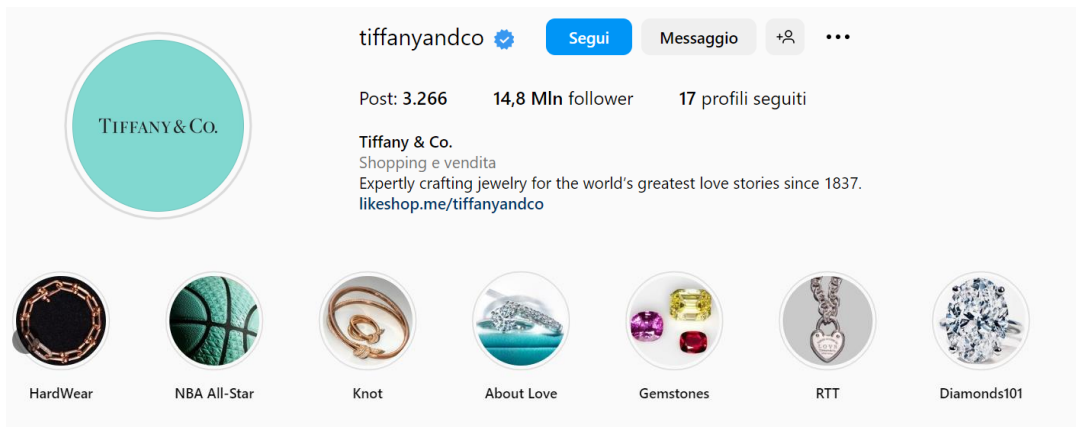 tiffanyandco
Segui
Messaggio
Post: 3.266
14,8 Mln follower
17 profili seguiti
TIFFANY & CO.
Tiffany & Co.
Shopping e vendita
Expertly crafting jewelry for the world’s greatest love stories since 1837.
likeshop.me/tiffanyandco
LOVE
HardWear
NBA All-Star
Knot
About Love
Gemstones
RTT
Diamonds101